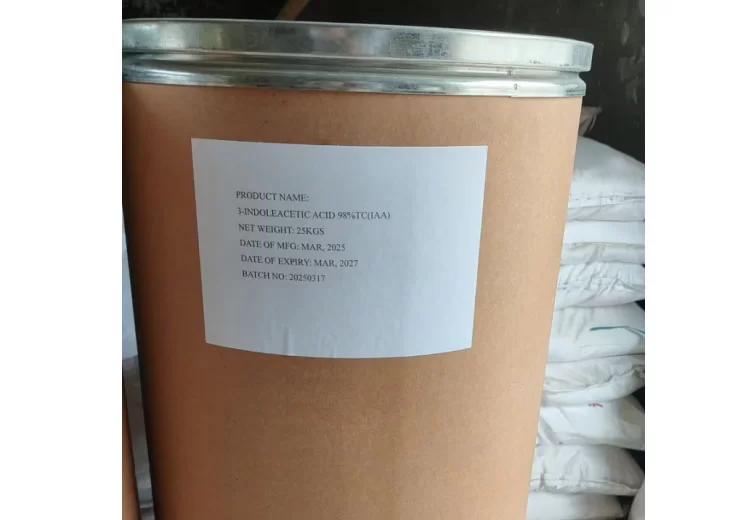 PRODUCT NAME:
3-INDOLEACETIC ACID 98%TC(IAA)
NET WEIGHT: 25KGS
DATE OF MFG: MAR, 2025
DATE OF EXPIRY: MAR, 2027
BATCH NO: 20250317